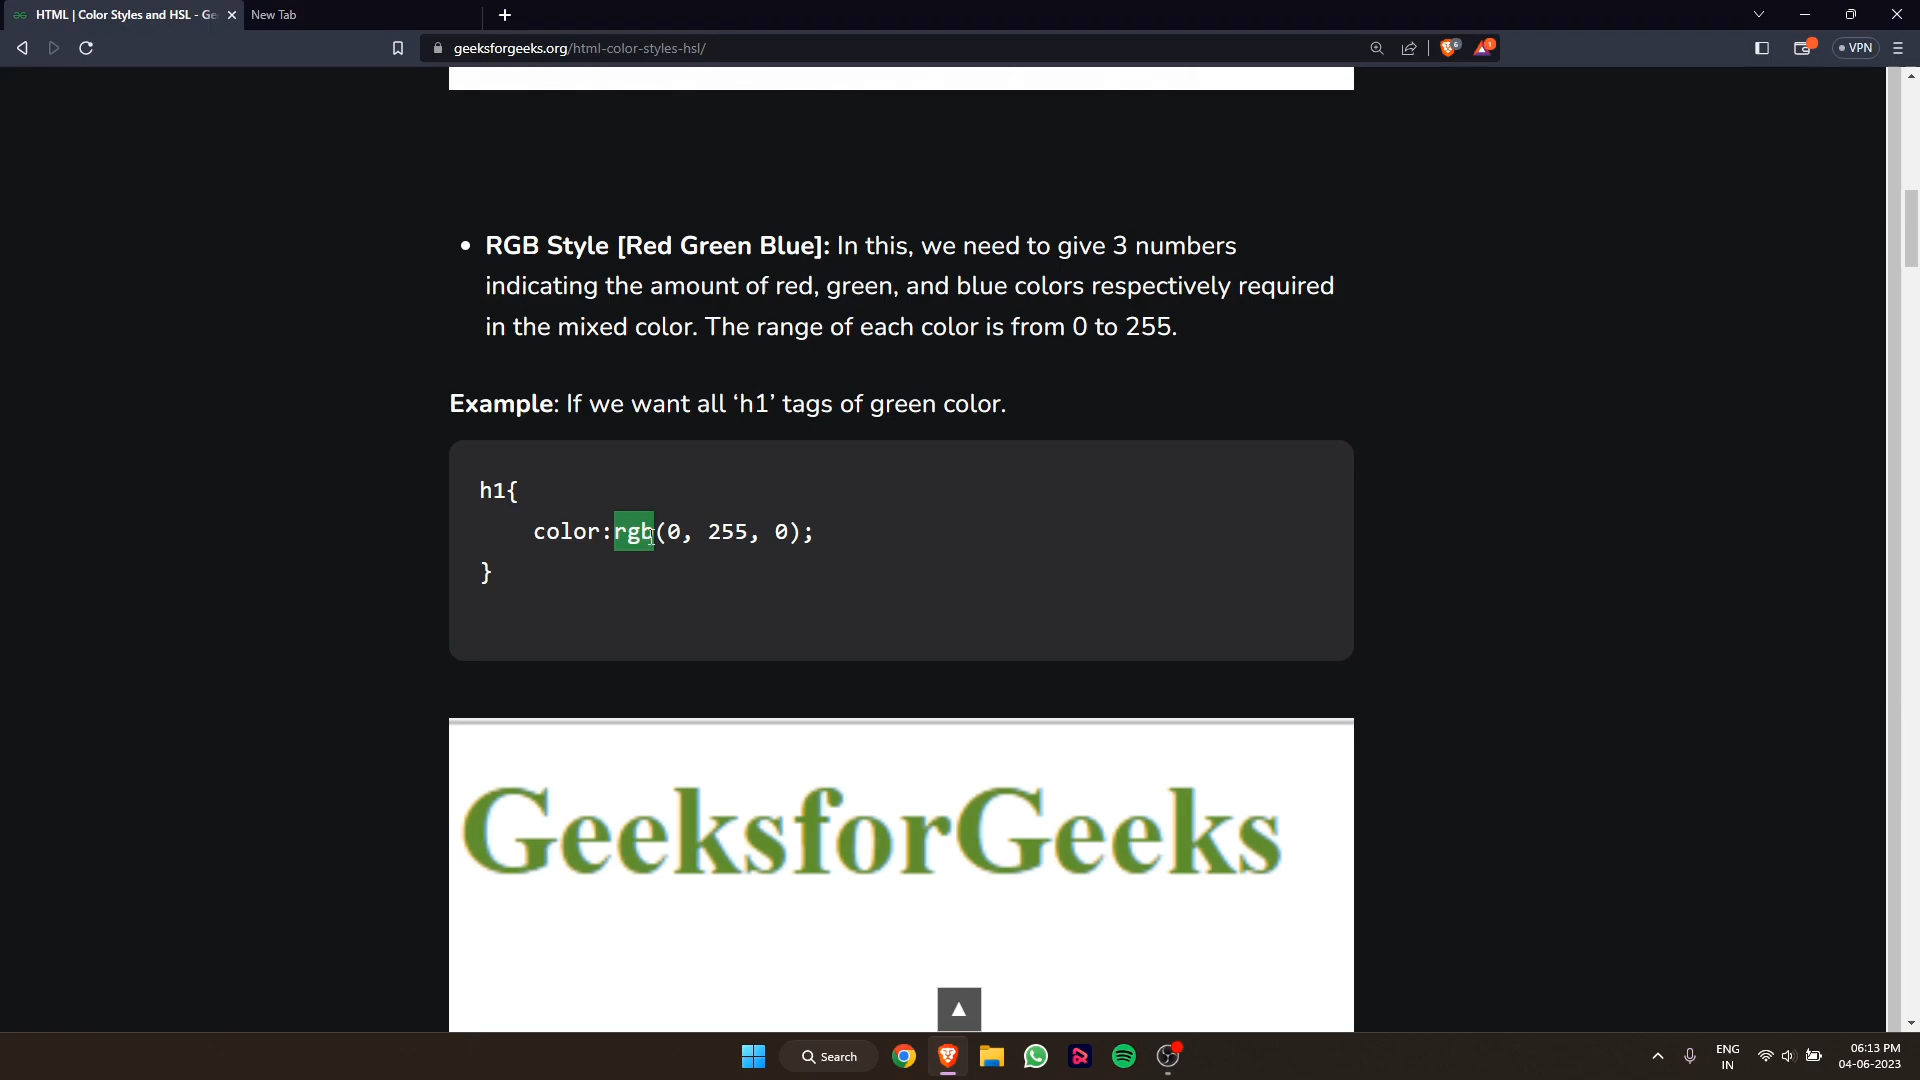 HTML | Color Styles and HSL - Ge
New Tab
geeksforgeeks.org/html-color-styles-hsl/
6
1
VPN
RGB Style [Red Green Blue]: In this, we need to give 3 numbers
indicating the amount of red, green, and blue colors respectively required
in the mixed color. The range of each color is from 0 to 255.
Example: If we want all ‘h1’ tags of green color.
h1{
color:rgb(0, 255, 0);
}
GeeksforGeeks
Search
ENG
IN
06:13 PM
04-06-2023